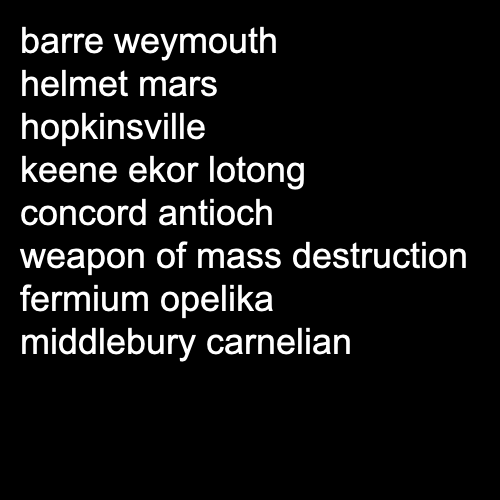 barre weymouth
helmet mars
hopkinsville
keene ekor lotong
concord antioch
weapon of mass destruction
fermium opelika
middlebury carnelian